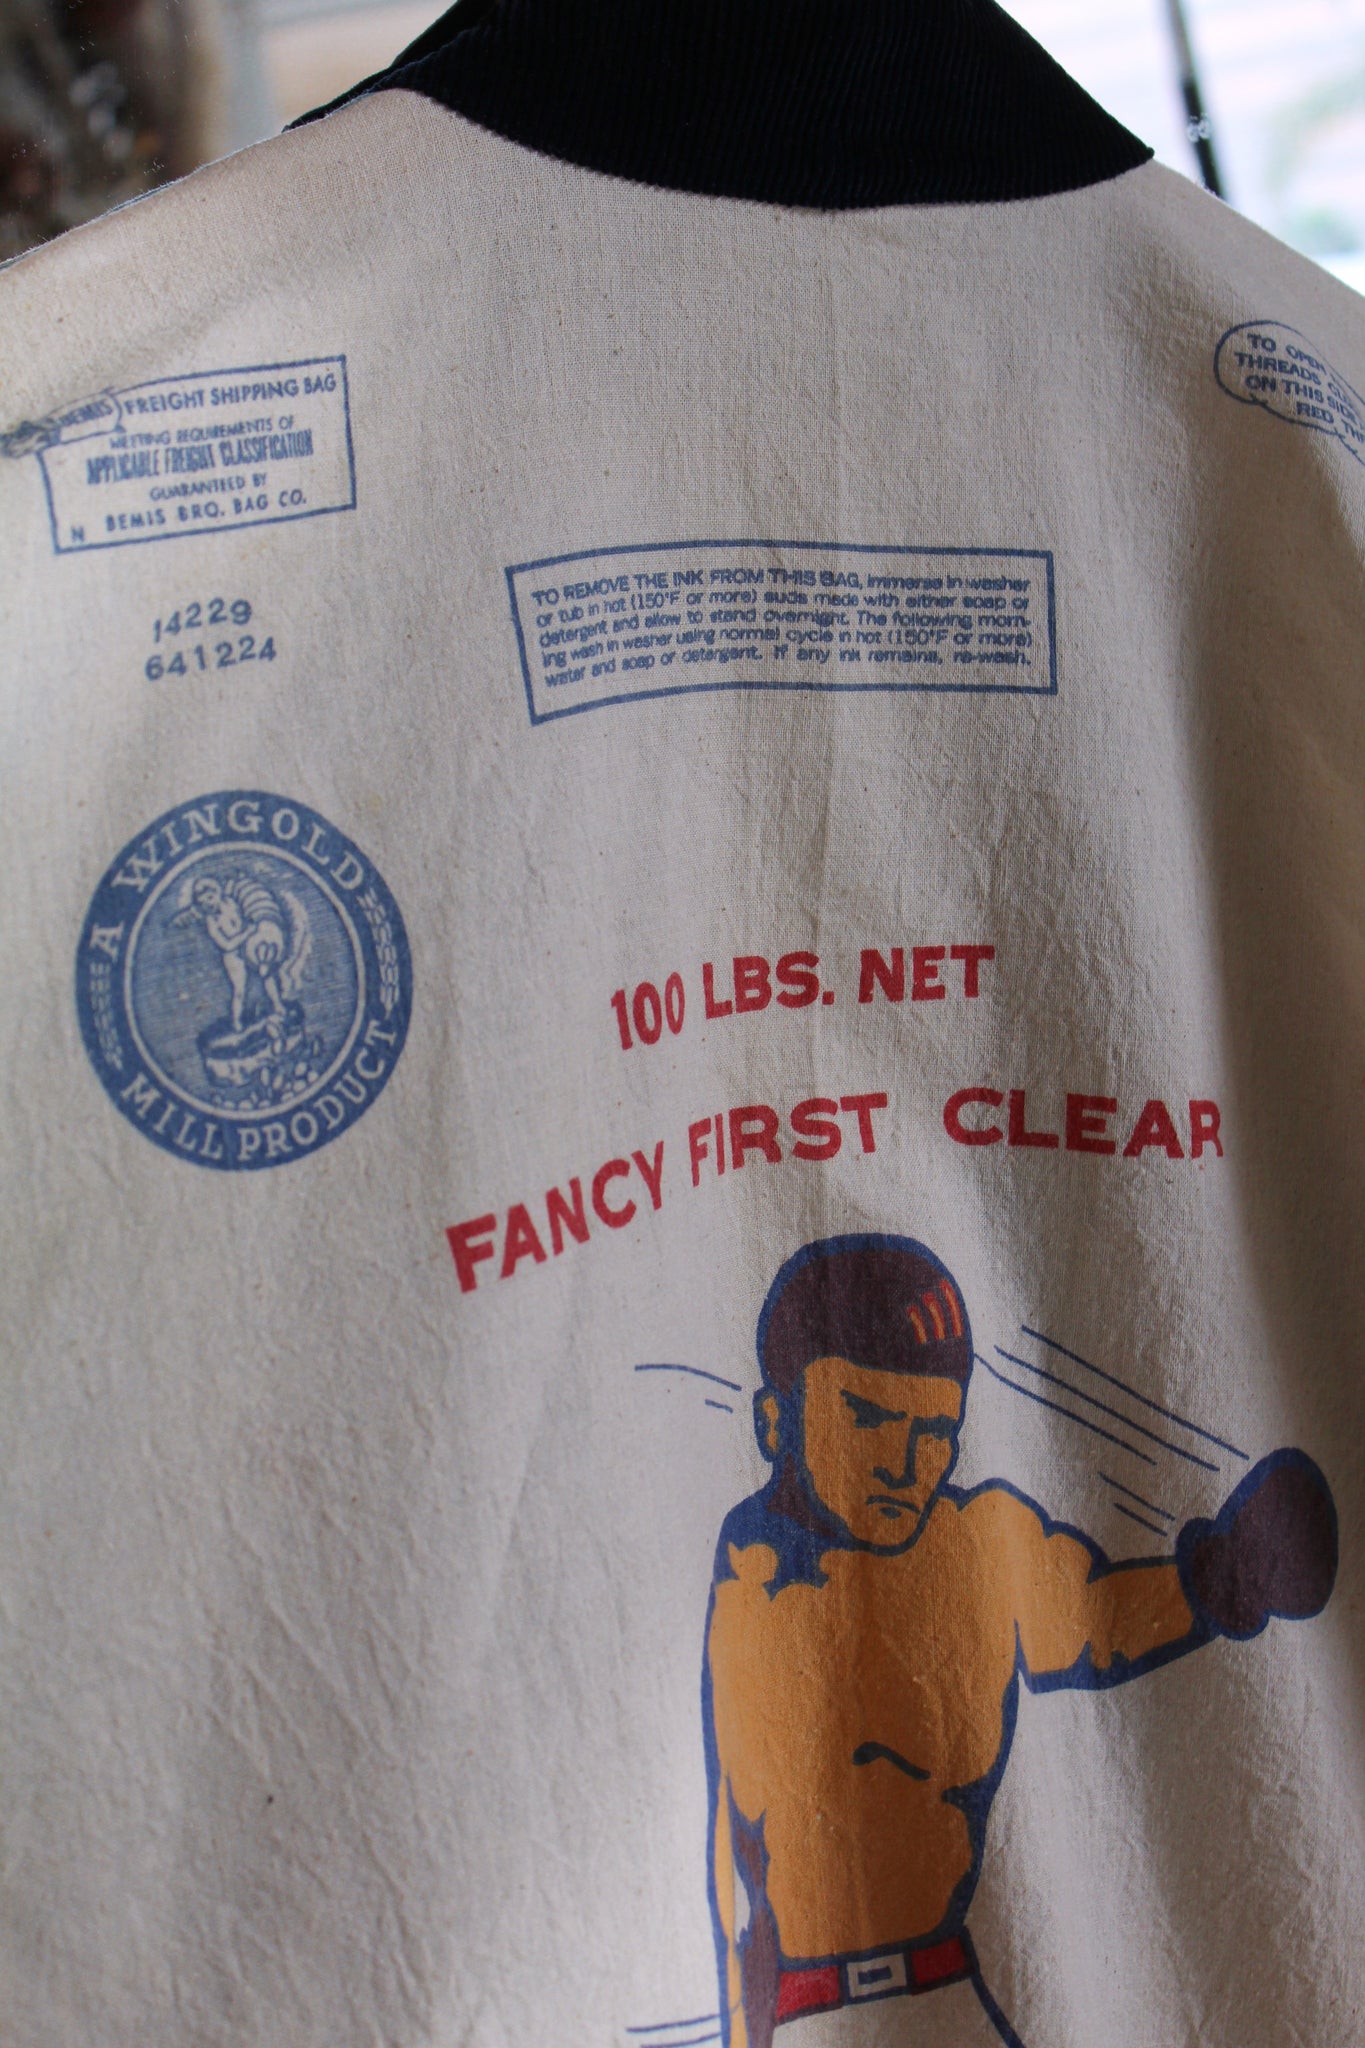 BEMIS FREIGHT SHIPPING BAG
MEETING REQUIREMENTS OF
APPLICABLE FREIGHT CLASSIFICATION
GUARANTEED BY
N BEMIS BRO. BAG CO.
14229
641224
TO OPEN
THREADS
ON THIS SIDE
RED
TO REMOVE THE INK FROM THIS BAG, immerse in washer
or tub in hot (150°F or more) suds made with either soap or
detergent and allow to stand overnight. The following morn-
ing wash in washer using normal cycle in hot (150°F or more)
water and soap or detergent. If any ink remains, re-wash.
A WINGOLD
MILL PRODUCT
100 LBS. NET
FANCY FIRST CLEAR